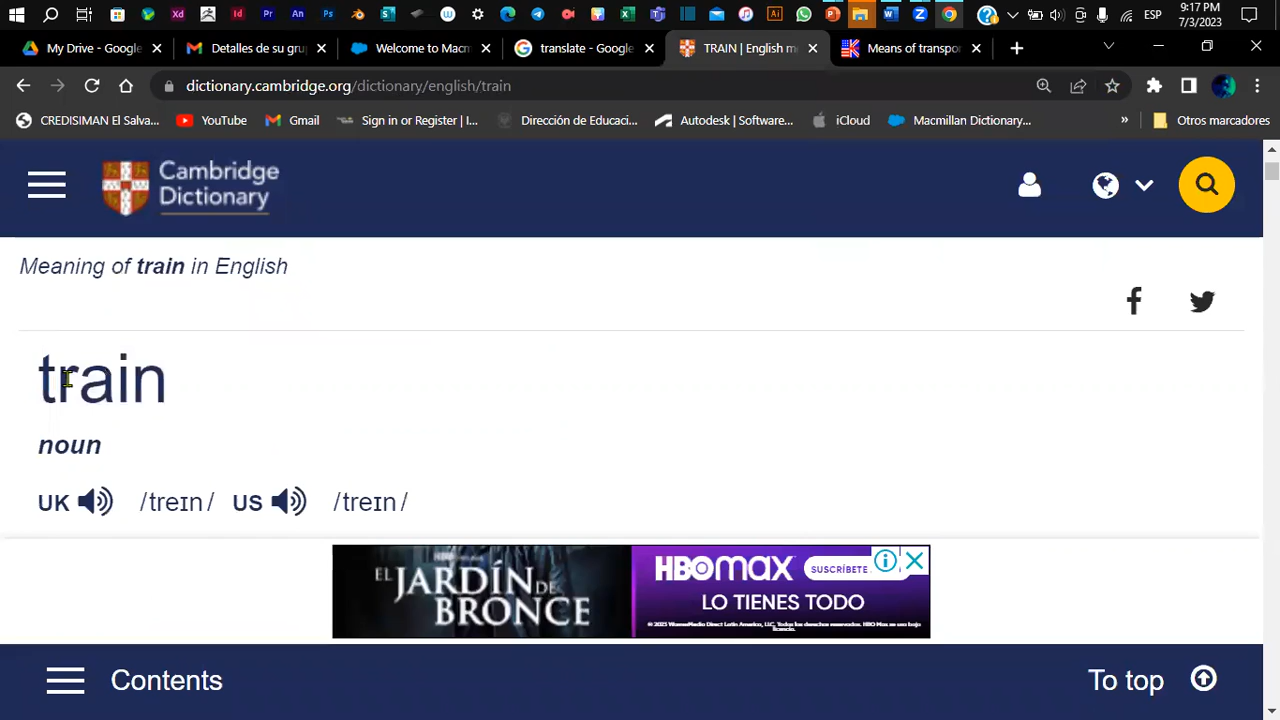 9:17 PM
ESP
7/3/2023
My Drive - Google
Detalles de su gru
Welcome to Macm
translate - Google
TRAIN | English m
Means of transpo
dictionary.cambridge.org/dictionary/english/train
CREDISIMAN El Salva...
YouTube
Gmail
Sign in or Register | I...
Dirección de Educaci...
Autodesk | Software...
iCloud
Macmillan Dictionary...
»
Otros marcadores
Cambridge
Dictionary
Meaning of train in English
train
noun
UK /treɪn/ US /treɪn/
EL JARDÍN DE BRONCE
HBOMAX
SUSCRÍBETE
LO TIENES TODO
Contents
To top